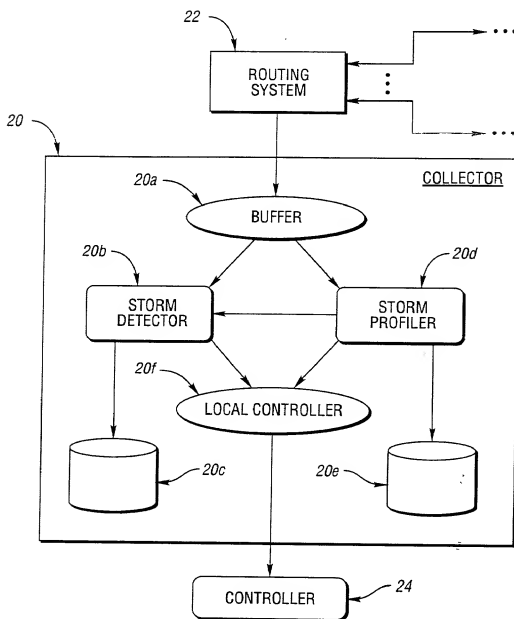 22
ROUTING
SYSTEM
20
COLLECTOR
20a
BUFFER
20b
20d
STORM
DETECTOR
STORM
PROFILER
20f
LOCAL CONTROLLER
20c
20e
CONTROLLER
24